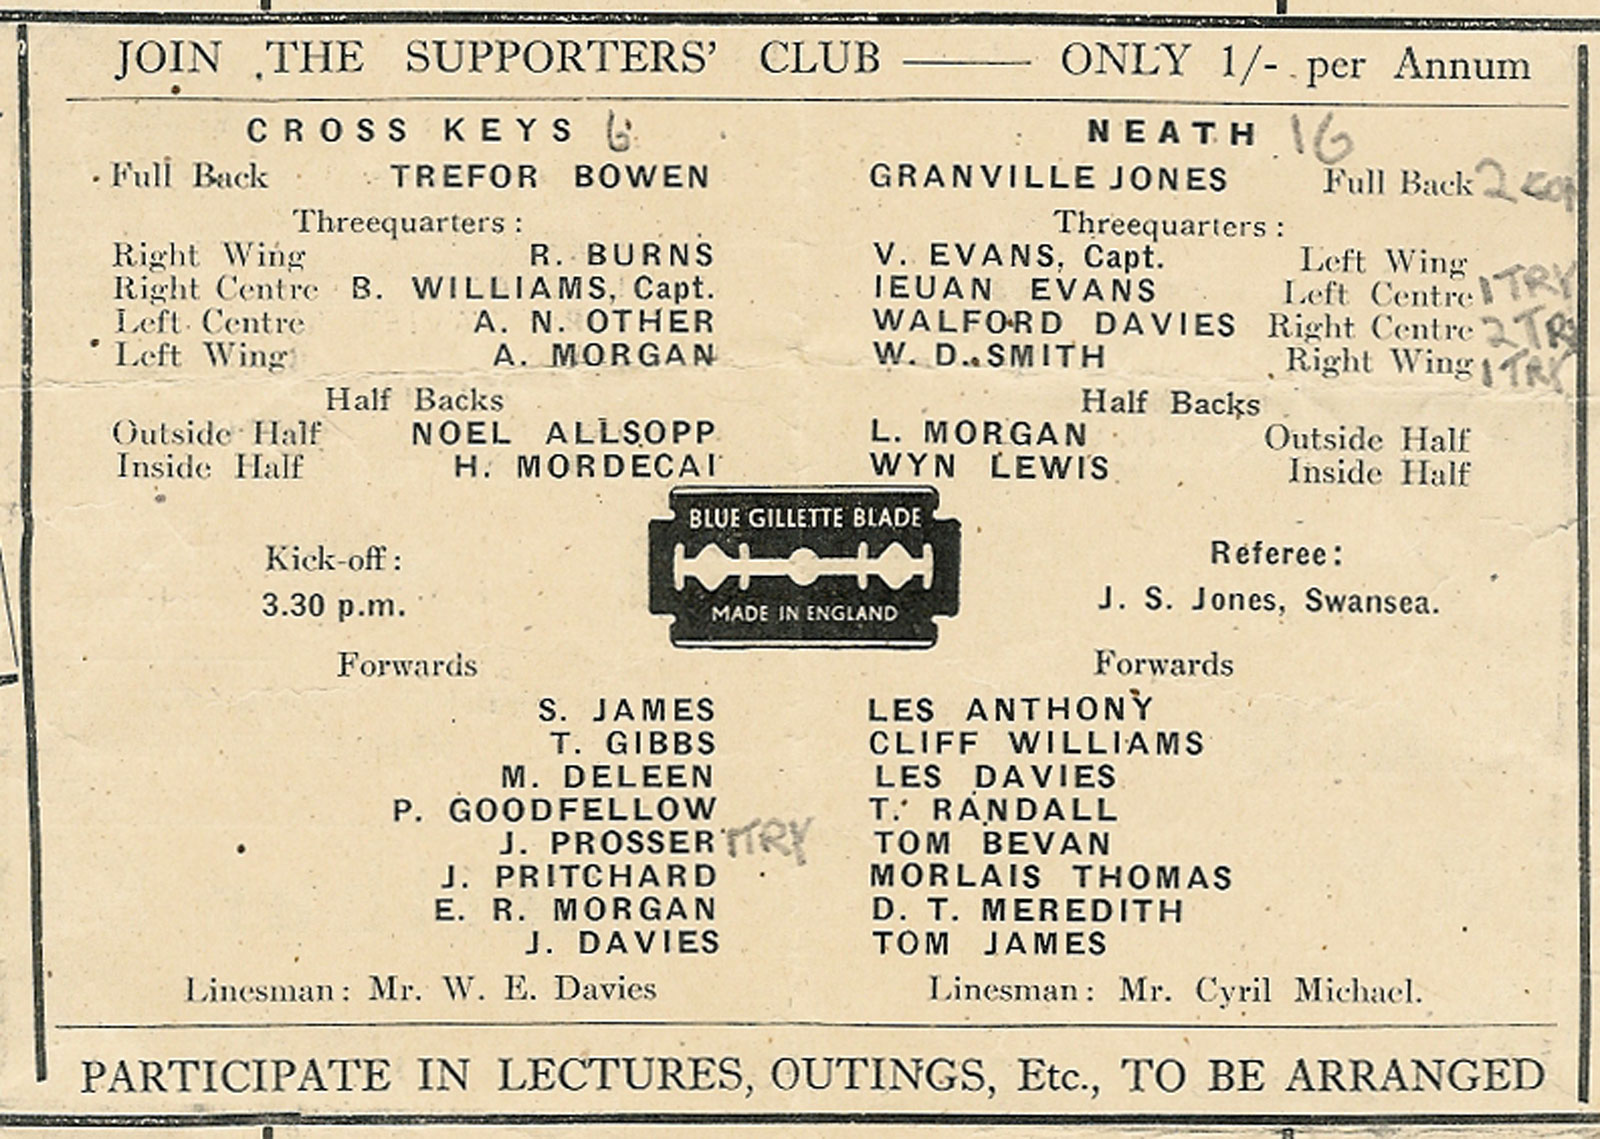 JOIN THE SUPPORTERS' CLUB —— ONLY 1/- per Annum
CROSS KEYS 6
NEATH 16
Full Back TREFOR BOWEN
GRANVILLE JONES Full Back 2 con
Threequarters :
Threequarters :
Right Wing R. BURNS
V. EVANS, Capt. Left Wing
Right Centre B. WILLIAMS, Capt.
IEUAN EVANS Left Centre 1 TRY
Left Centre A. N. OTHER
WALFORD DAVIES Right Centre 2 TR
Left Wing A. MORGAN
W. D. SMITH Right Wing 1 TRY
Half Backs
Half Backs
Outside Half NOEL ALLSOPP
L. MORGAN Outside Half
Inside Half H. MORDECAI
WYN LEWIS Inside Half
BLUE GILLETTE BLADE
MADE IN ENGLAND
Kick-off :
3.30 p.m.
Referee :
J. S. Jones, Swansea.
Forwards
Forwards
S. JAMES
LES ANTHONY
T. GIBBS
CLIFF WILLIAMS
M. DELEEN
LES DAVIES
P. GOODFELLOW
T. RANDALL
J. PROSSER 1TRY
TOM BEVAN
J. PRITCHARD
MORLAIS THOMAS
E. R. MORGAN
D. T. MEREDITH
J. DAVIES
TOM JAMES
Linesman : Mr. W. E. Davies
Linesman : Mr. Cyril Michael.
PARTICIPATE IN LECTURES, OUTINGS, Etc., TO BE ARRANGED